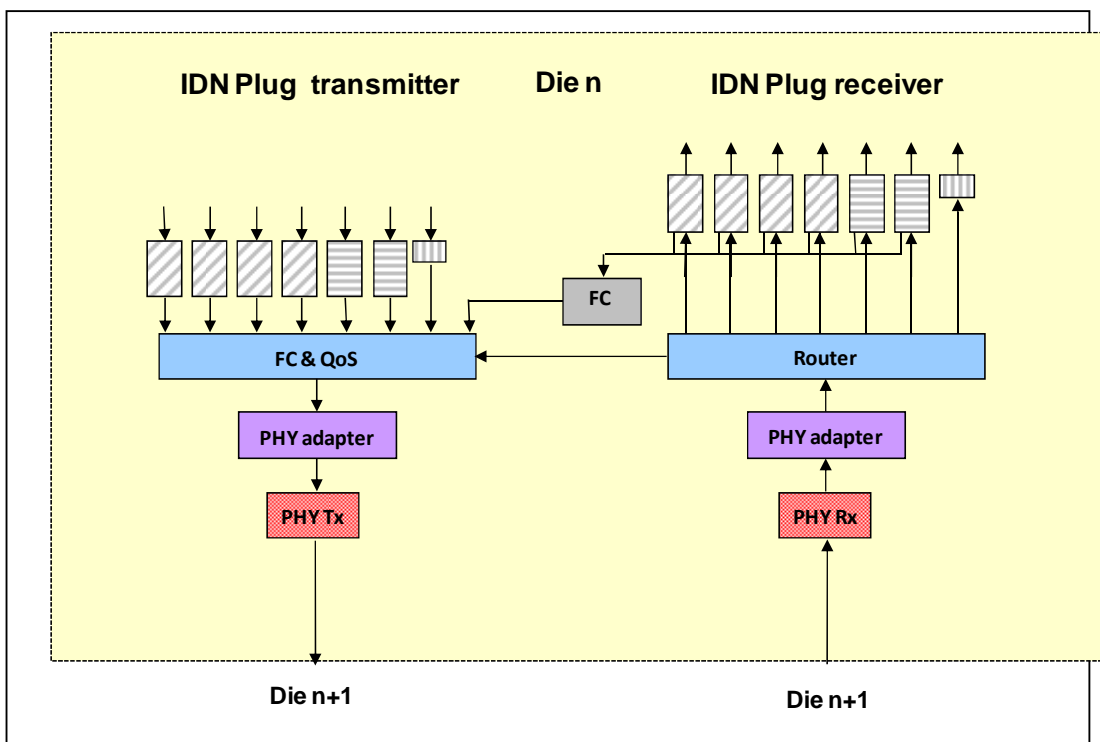 IDN Plug transmitter
Die n
IDN Plug receiver
FC
FC & QoS
Router
PHY adapter
PHY adapter
PHY Tx
PHY Rx
Die n+1
Die n+1